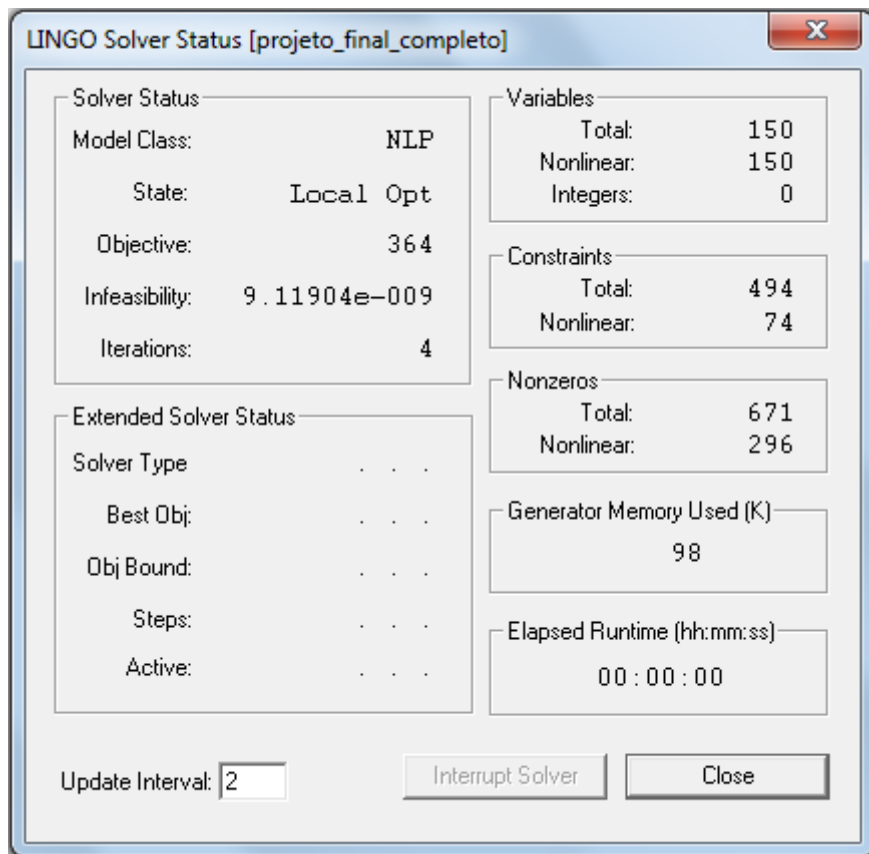 LINGO Solver Status [projeto_final_completo]
Solver Status
Model Class: NLP
State: Local Opt
Objective: 364
Infeasibility: 9.11904e-009
Iterations: 4
Extended Solver Status
Solver Type . . .
Best Obj: . . .
Obj Bound: . . .
Steps: . . .
Active: . . .
Variables
Total: 150
Nonlinear: 150
Integers: 0
Constraints
Total: 494
Nonlinear: 74
Nonzeros
Total: 671
Nonlinear: 296
Generator Memory Used (K)
98
Elapsed Runtime (hh:mm:ss)
00:00:00
Update Interval: 2 Interrupt Solver Close